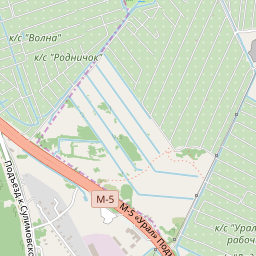 к/с "Волна"
к/с "Родничок"
М-5
М-5 «Урал» Подъ
Подъезд к Сулимовск
к/с "Урал
рабоч